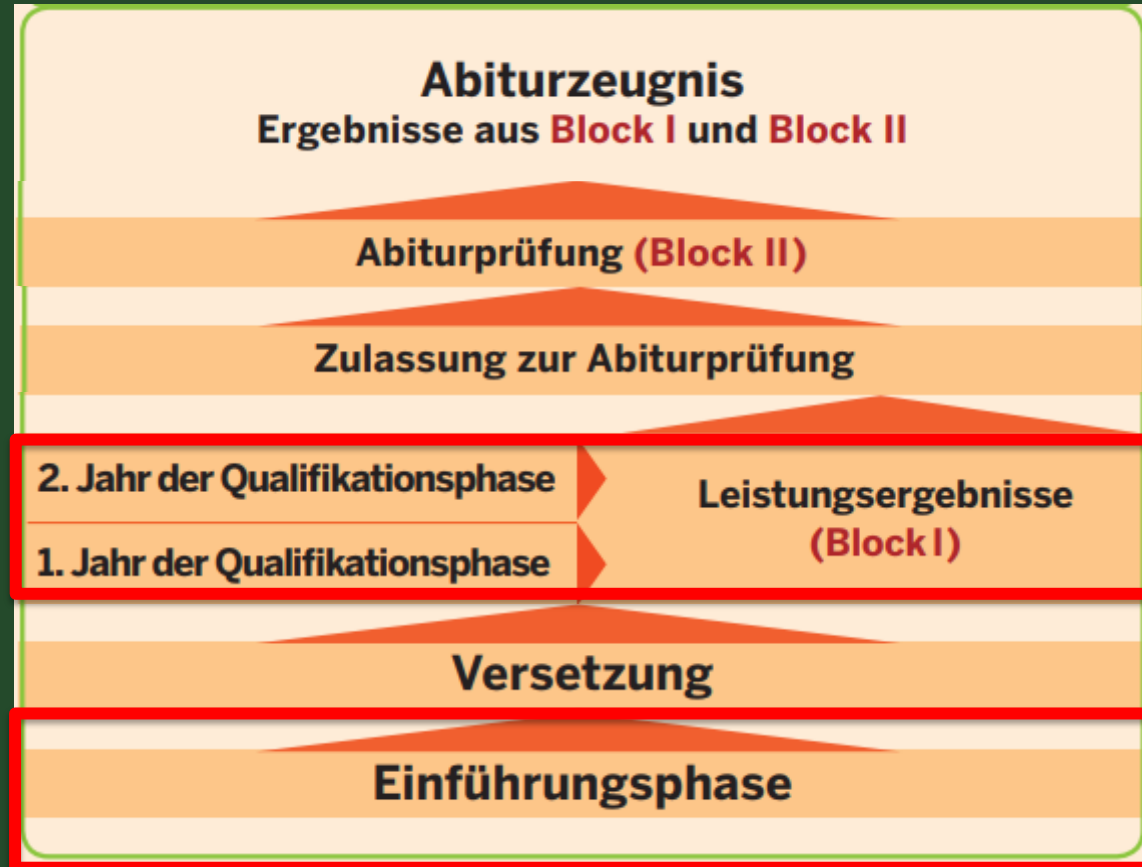 Abiturzeugnis
Ergebnisse aus Block I und Block II
Abiturprüfung (Block II)
Zulassung zur Abiturprüfung
2. Jahr der Qualifikationsphase
1. Jahr der Qualifikationsphase
Leistungsergebnisse
(Block I)
Versetzung
Einführungsphase